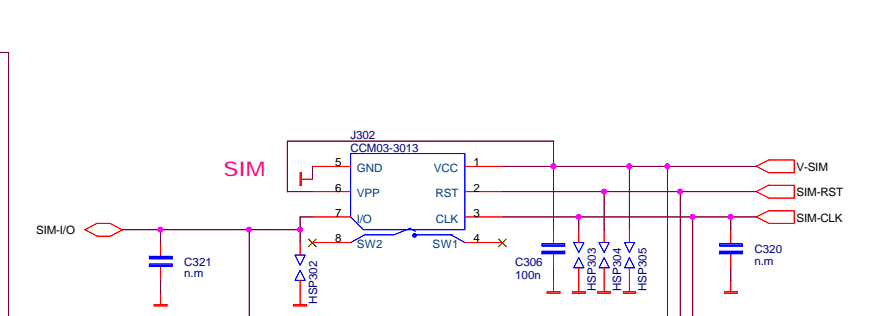 J302
CCM03-3013
SIM
5 GND VCC 1
V-SIM
6 VPP RST 2
SIM-RST
7 I/O CLK 3
SIM-CLK
SIM-I/O
8 SW2 SW1 4
C321
n.m
HSP302
C306
100n
HSP303
HSP304
HSP305
C320
n.m